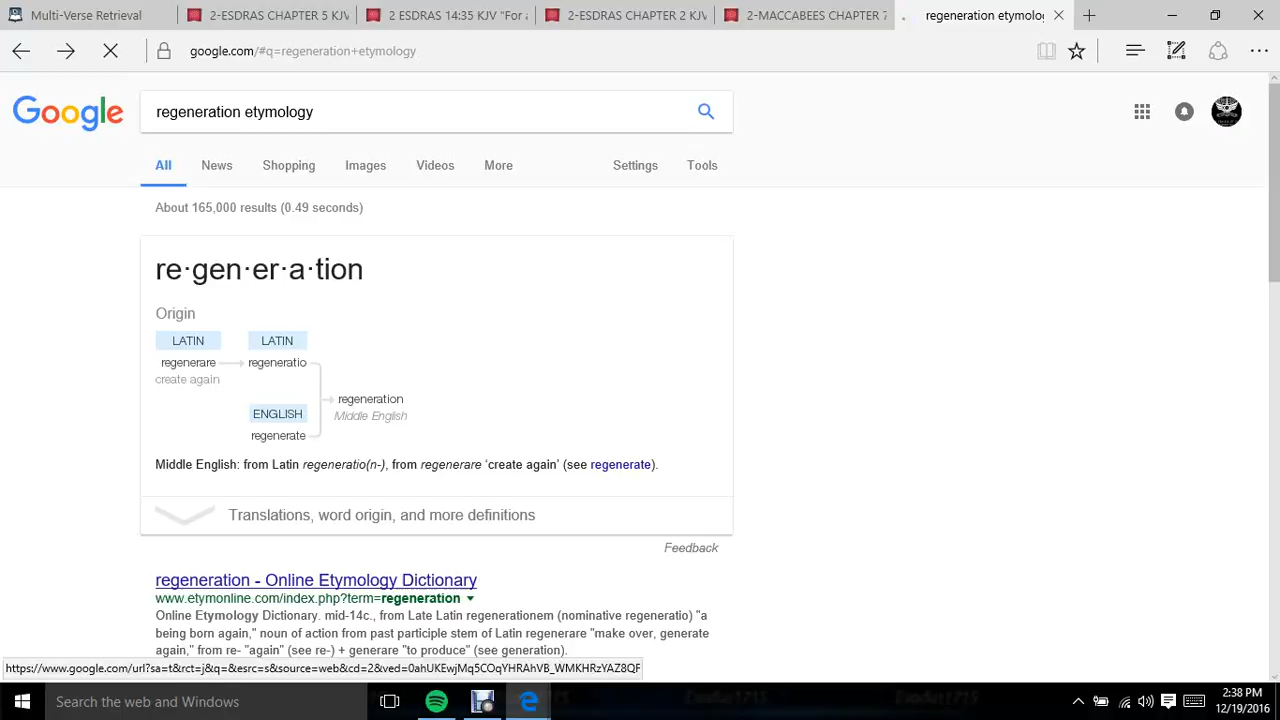 Multi-Verse Retrieval
2-ESDRAS CHAPTER 5 KJV
2 ESDRAS 14:35 KJV "For a
2-ESDRAS CHAPTER 2 KJV
2-MACCABEES CHAPTER 7
regeneration etymolog
google.com/#q=regeneration+etymology
Google
regeneration etymology
All
News
Shopping
Images
Videos
More
Settings
Tools
About 165,000 results (0.49 seconds)
re·gen·er·a·tion
Origin
LATIN
LATIN
regenerare
regeneratio
create again
regeneration
ENGLISH
Middle English
regenerate
Middle English: from Latin regeneratio(n-), from regenerare ‘create again’ (see regenerate).
Translations, word origin, and more definitions
Feedback
regeneration - Online Etymology Dictionary
www.etymonline.com/index.php?term=regeneration
Online Etymology Dictionary. mid-14c., from Late Latin regenerationem (nominative regeneratio) "a
being born again," noun of action from past participle stem of Latin regenerare "make over, generate
again," from re- "again" (see re-) + generare "to produce" (see generation).
https://www.google.com/url?sa=t&rct=j&q=&esrc=s&source=web&cd=2&ved=0ahUKEwjMq5COqYHRAhVB_WMKHRzYAZ8QF
Search the web and Windows
2:38 PM
12/19/2016